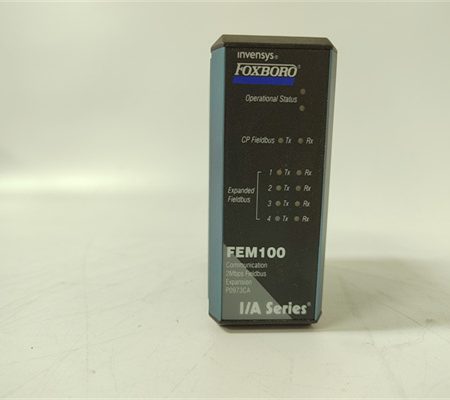 invensys®
FOXBORO®
Operational Status
CP Fieldbus Tx Rx
1 Tx Rx
2 Tx Rx
Expanded Fieldbus
3 Tx Rx
4 Tx Rx
FEM100
Communication
2Mbps Fieldbus
Expansion
P0973CA
I/A Series®